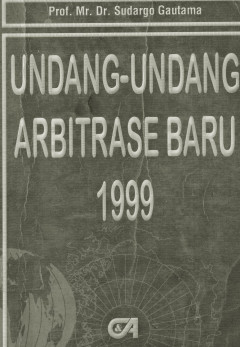 Prof. Mr. Dr. Sudargo Gautama
UNDANG-UNDANG
ARBITRASE BARU
1999
C&A